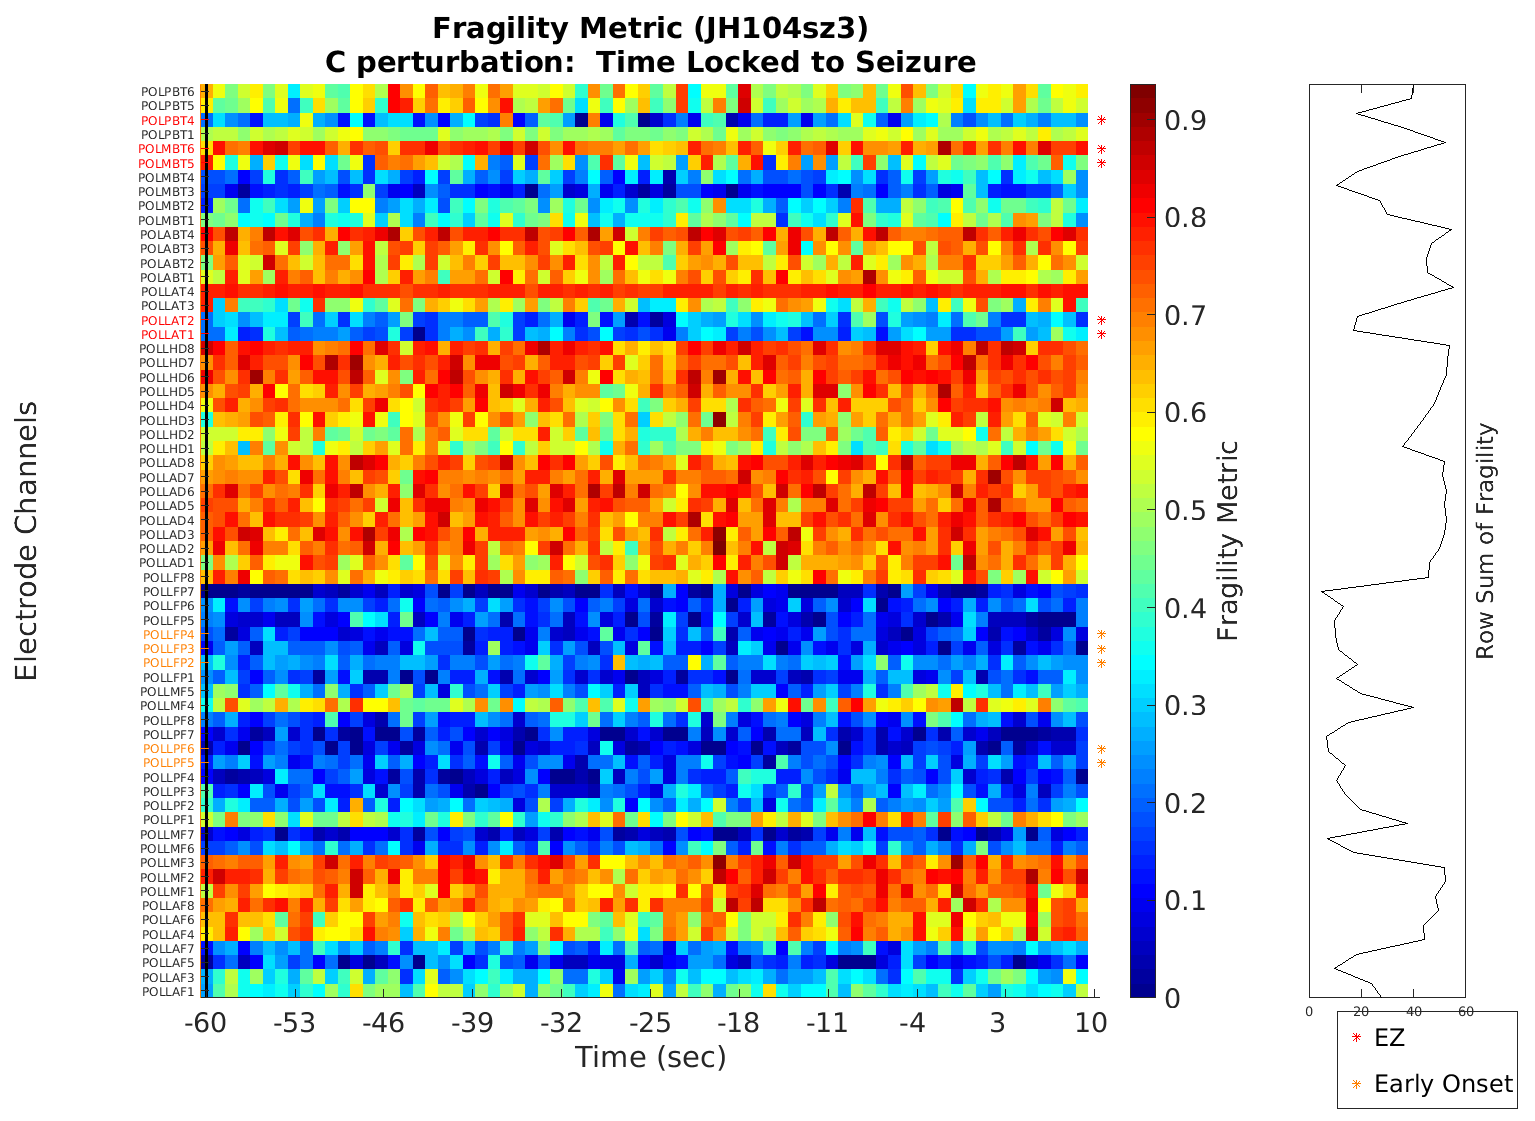 Fragility Metric (JH104sz3)
C perturbation:  Time Locked to Seizure
Electrode Channels
POLPBT6
POLPBT5
POLPBT4
POLPBT1
POLMBT6
POLMBT5
POLMBT4
POLMBT3
POLMBT2
POLMBT1
POLABT4
POLABT3
POLABT2
POLABT1
POLLAT4
POLLAT3
POLLAT2
POLLAT1
POLLHD8
POLLHD7
POLLHD6
POLLHD5
POLLHD4
POLLHD3
POLLHD2
POLLHD1
POLLAD8
POLLAD7
POLLAD6
POLLAD5
POLLAD4
POLLAD3
POLLAD2
POLLAD1
POLLFP8
POLLFP7
POLLFP6
POLLFP5
POLLFP4
POLLFP3
POLLFP2
POLLFP1
POLLMF5
POLLMF4
POLLPF8
POLLPF7
POLLPF6
POLLPF5
POLLPF4
POLLPF3
POLLPF2
POLLPF1
POLLMF7
POLLMF6
POLLMF3
POLLMF2
POLLMF1
POLLAF8
POLLAF6
POLLAF4
POLLAF7
POLLAF5
POLLAF3
POLLAF1
-60 -53 -46 -39 -32 -25 -18 -11 -4 3 10
Time (sec)
0.9
0.8
0.7
0.6
0.5
0.4
0.3
0.2
0.1
0
Fragility Metric
0 20 40 60
Row Sum of Fragility
EZ
Early Onset